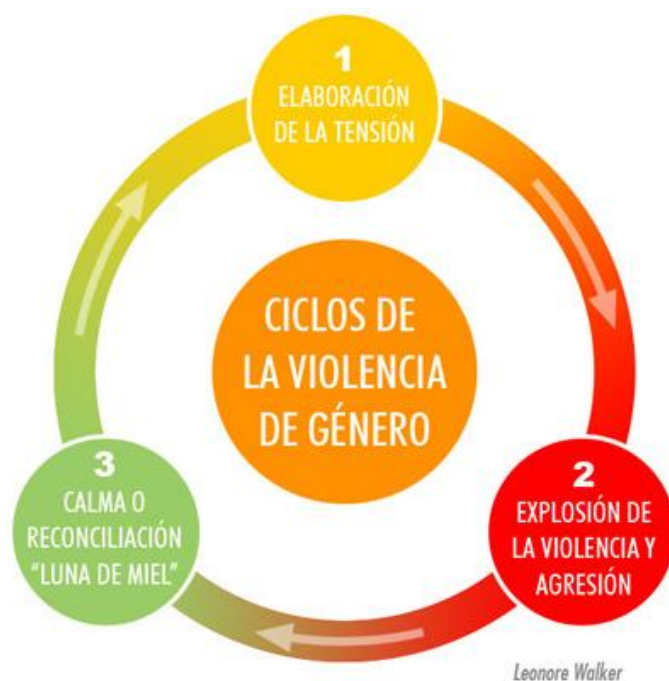 1
ELABORACIÓN
DE LA TENSIÓN
CICLOS DE
LA VIOLENCIA
DE GÉNERO
2
EXPLOSIÓN DE
LA VIOLENCIA Y
AGRESIÓN
3
CALMA O
RECONCILIACIÓN
"LUNA DE MIEL"
Leonore Walker